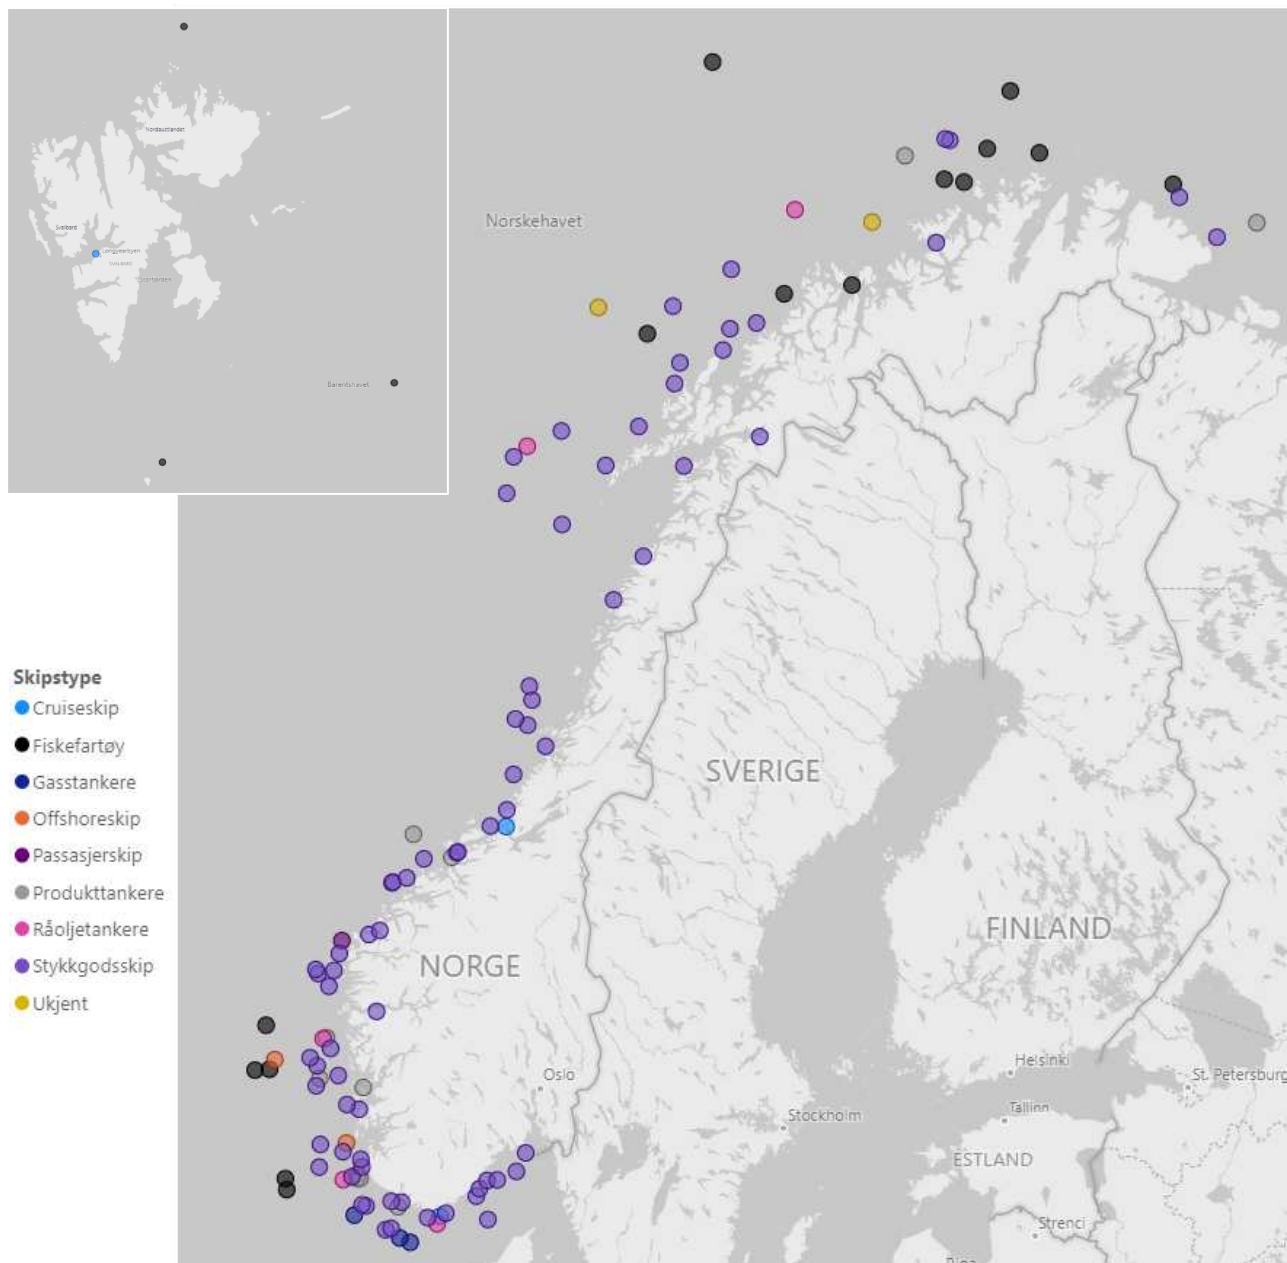 Nordaustlandet
Svalbard
Longyearbyen
Barentshavet
Norskehavet
Skipstype
Cruiseskip
Fiskefartøy
Gasstankere
Offshoreskip
Passasjerskip
Produkttankere
Råoljetankere
Stykkgodsskip
Ukjent
SVERIGE
FINLAND
NORGE
Helsinki
Oslo
St. Petersburg
Tallinn
Stockholm
ESTLAND
Strenci